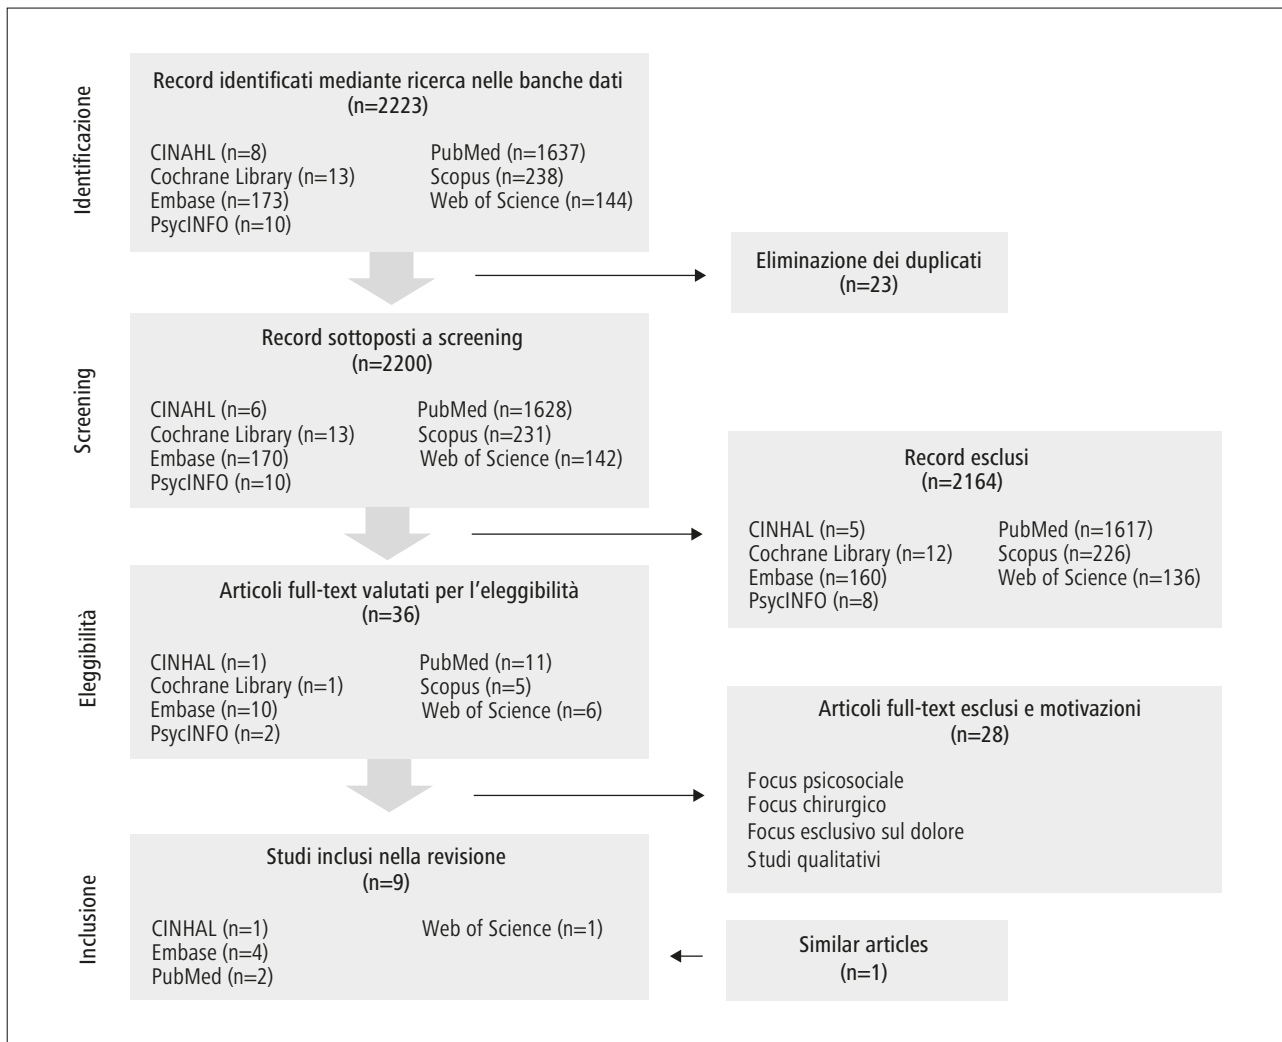 Identificazione
Record identificati mediante ricerca nelle banche dati
(n=2223)
CINAHL (n=8)
Cochrane Library (n=13)
Embase (n=173)
PsycINFO (n=10)
PubMed (n=1637)
Scopus (n=238)
Web of Science (n=144)
Eliminazione dei duplicati
(n=23)
Screening
Record sottoposti a screening
(n=2200)
CINAHL (n=6)
Cochrane Library (n=13)
Embase (n=170)
PsycINFO (n=10)
PubMed (n=1628)
Scopus (n=231)
Web of Science (n=142)
Record esclusi
(n=2164)
CINHAL (n=5)
Cochrane Library (n=12)
Embase (n=160)
PsycINFO (n=8)
PubMed (n=1617)
Scopus (n=226)
Web of Science (n=136)
Eleggibilità
Articoli full-text valutati per l'eleggibilità
(n=36)
CINHAL (n=1)
Cochrane Library (n=1)
Embase (n=10)
PsycINFO (n=2)
PubMed (n=11)
Scopus (n=5)
Web of Science (n=6)
Articoli full-text esclusi e motivazioni
(n=28)
Focus psicosociale
Focus chirurgico
Focus esclusivo sul dolore
Studi qualitativi
Inclusione
Studi inclusi nella revisione
(n=9)
CINHAL (n=1)
Embase (n=4)
PubMed (n=2)
Web of Science (n=1)
Similar articles
(n=1)